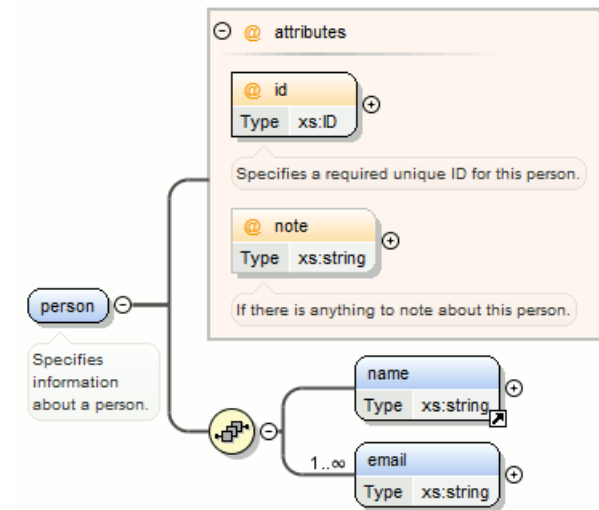 @ attributes
@ id
Type xs:ID
Specifies a required unique ID for this person.
@ note
Type xs:string
If there is anything to note about this person.
person
Specifies
information
about a person.
name
Type xs:string
1..∞
email
Type xs:string